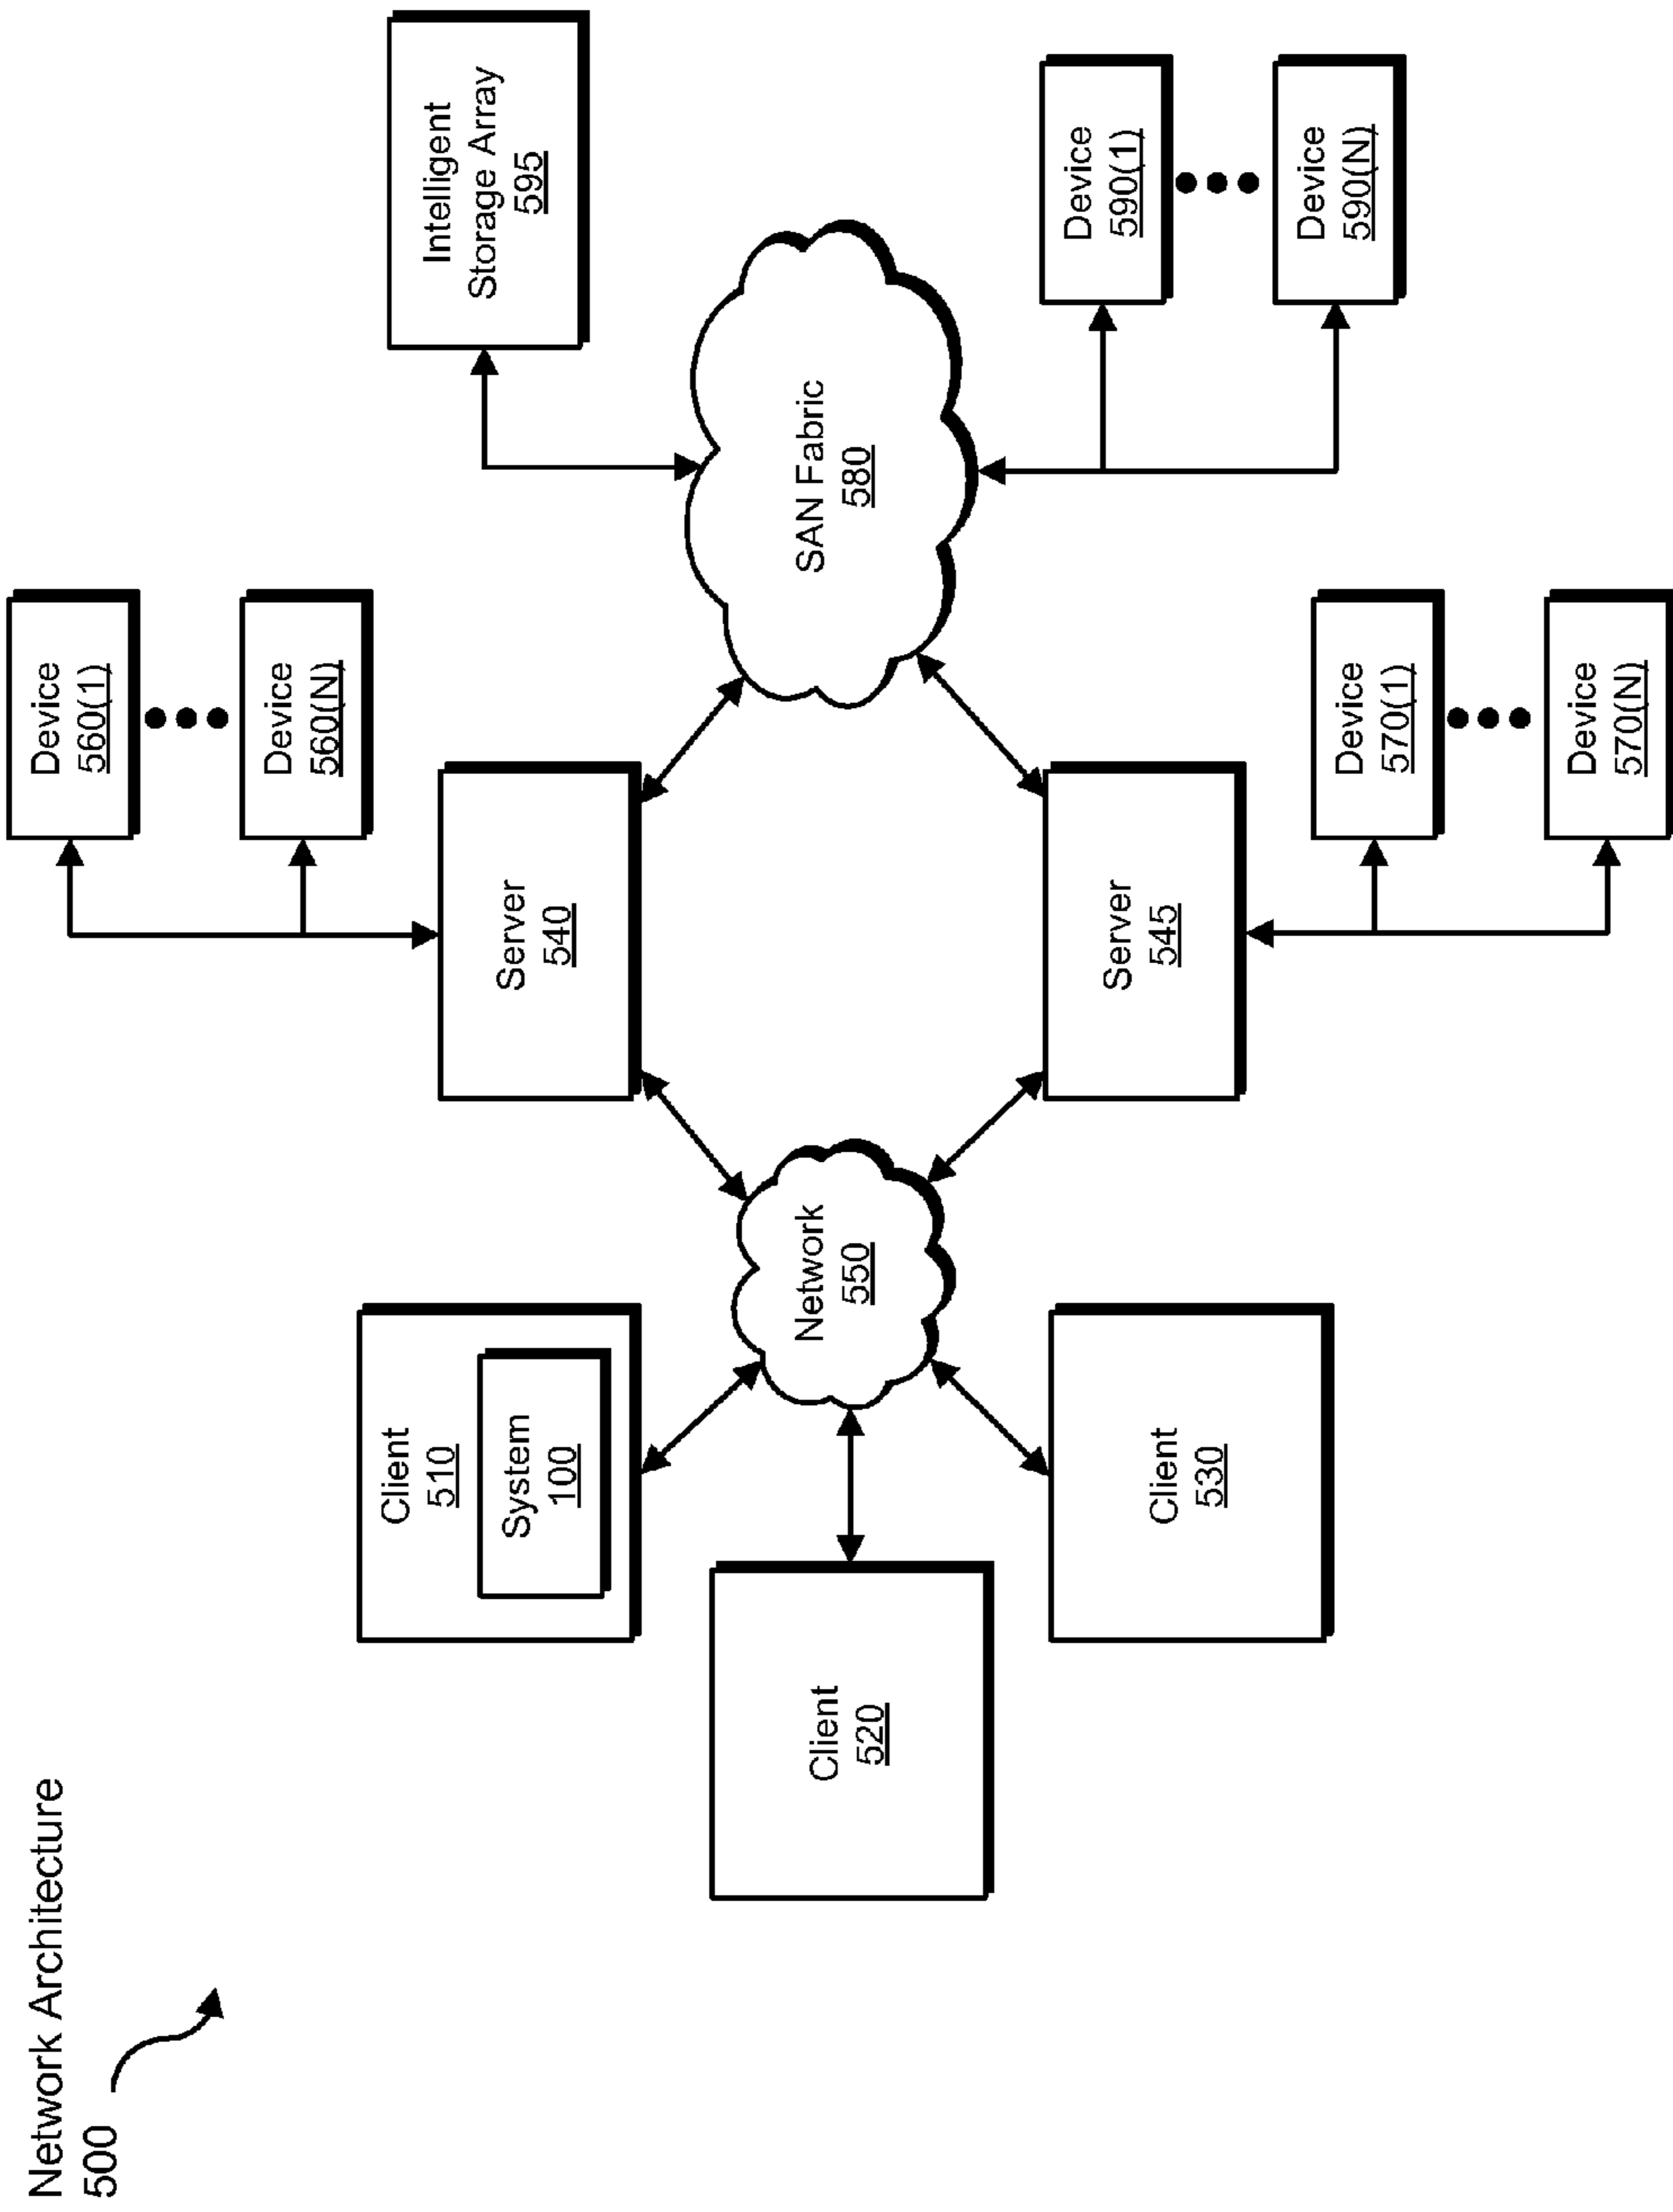 Network Architecture
500
Device
560(1)
Device
560(N)
Intelligent
Storage Array
595
Client
510
System
100
Server
540
Client
520
Network
550
SAN Fabric
580
Client
530
Server
545
Device
590(1)
Device
590(N)
Device
570(1)
Device
570(N)